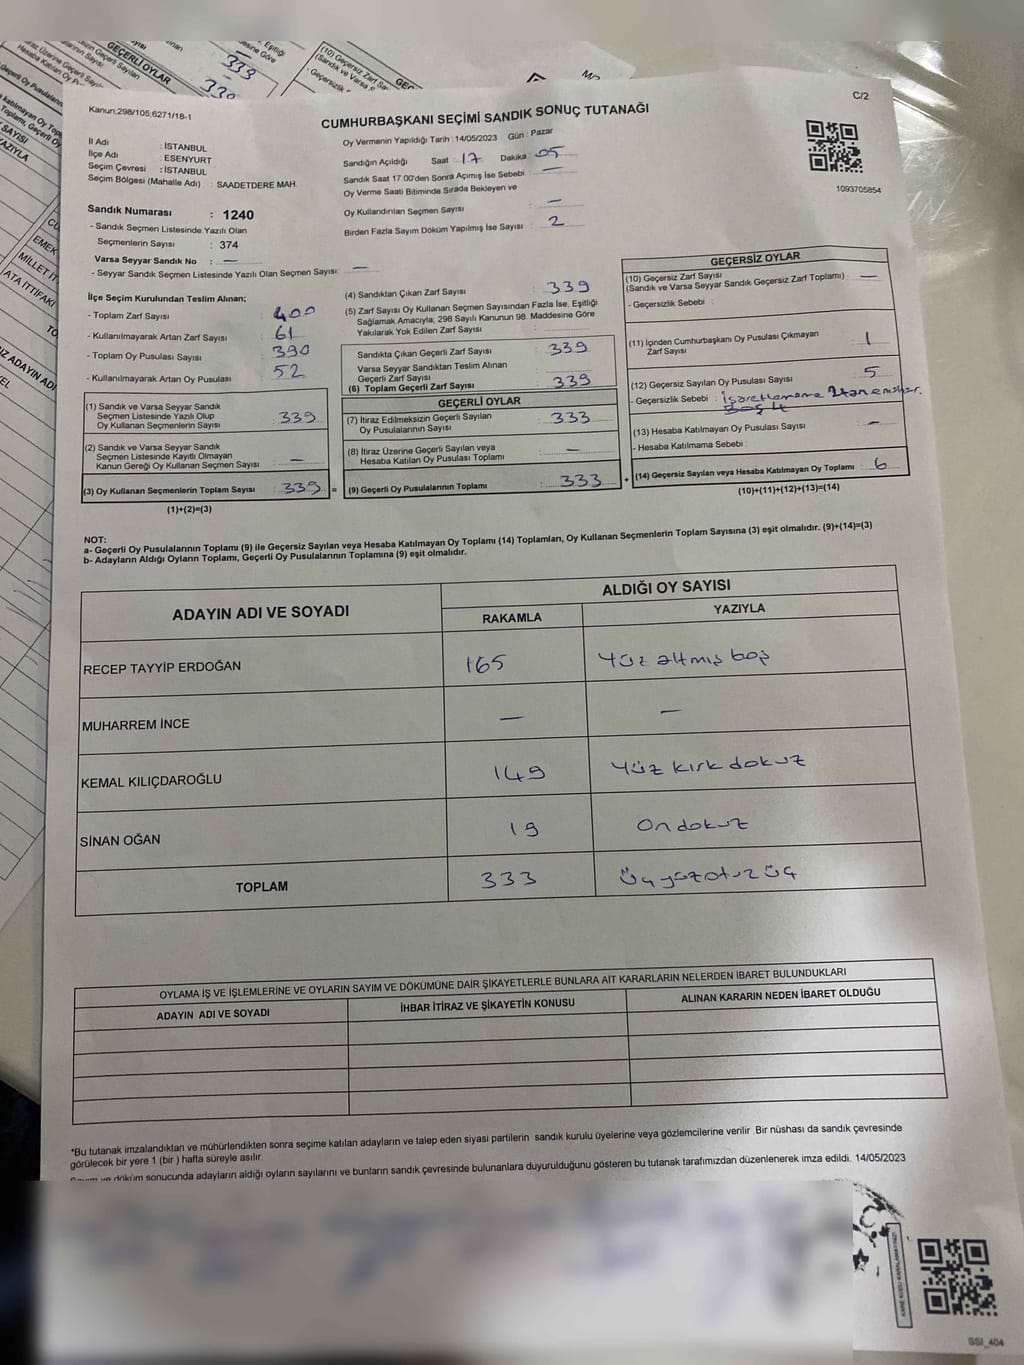 333
GEÇERLİ OYLAR
C/2
Kanun;298/105;6271/18-1
CUMHURBAŞKANI SEÇİMİ SANDIK SONUÇ TUTANAĞI
İl Adı : İSTANBUL
İlçe Adı : ESENYURT
Seçim Çevresi : İSTANBUL
Seçim Bölgesi (Mahalle Adı) : SAADETDERE MAH.
Oy Vermenin Yapıldığı Tarih : 14/05/2023 Gün : Pazar
Sandığın Açıldığı Saat : 17 Dakika : 05
Sandık Saat 17:00'den Sonra Açımış İse Sebebi : —
Oy Verme Saati Bitiminde Sırada Bekleyen ve
Oy Kullandırılan Seçmen Sayısı : —
Birden Fazla Sayım Döküm Yapılmış İse Sayısı : 2
1093705854
Sandık Numarası : 1240
- Sandık Seçmen Listesinde Yazılı Olan
Seçmenlerin Sayısı : 374
Varsa Seyyar Sandık No : —
- Seyyar Sandık Seçmen Listesinde Yazılı Olan Seçmen Sayısı: —
İlçe Seçim Kurulundan Teslim Alınan;
- Toplam Zarf Sayısı : 400
- Kullanılmayarak Artan Zarf Sayısı : 61
- Toplam Oy Pusulası Sayısı : 390
- Kullanılmayarak Artan Oy Pusulası : 52
(1) Sandık ve Varsa Seyyar Sandık
Seçmen Listesinde Yazılı Olup
Oy Kullanan Seçmenlerin Sayısı : 339
(2) Sandık ve Varsa Seyyar Sandık
Seçmen Listesinde Kayıtlı Olmayan
Kanun Gereği Oy Kullanan Seçmen Sayısı : —
(3) Oy Kullanan Seçmenlerin Toplam Sayısı : 339 =
(1)+(2)=(3)
(4) Sandıktan Çıkan Zarf Sayısı : 339
(5) Zarf Sayısı Oy Kullanan Seçmen Sayısından Fazla İse, Eşitliği
Sağlamak Amacıyla; 298 Sayılı Kanunun 98. Maddesine Göre
Yakılarak Yok Edilen Zarf Sayısı :
Sandıkta Çıkan Geçerli Zarf Sayısı : 339
Varsa Seyyar Sandıktan Teslim Alınan
Geçerli Zarf Sayısı :
(6) Toplam Geçerli Zarf Sayısı : 339
GEÇERLİ OYLAR
(7) İtiraz Edilmeksizin Geçerli Sayılan
Oy Pusulalarının Sayısı : 333
(8) İtiraz Üzerine Geçerli Sayılan veya
Hesaba Katılan Oy Pusulası Toplamı : —
(9) Geçerli Oy Pusulalarının Toplamı : 333 +
GEÇERSİZ OYLAR
(10) Geçersiz Zarf Sayısı
(Sandık ve Varsa Seyyar Sandık Geçersiz Zarf Toplamı) : —
- Geçersizlik Sebebi :
(11) İçinden Cumhurbaşkanı Oy Pusulası Çıkmayan
Zarf Sayısı : 1
(12) Geçersiz Sayılan Oy Pusulası Sayısı : 5
- Geçersizlik Sebebi :
(13) Hesaba Katılmayan Oy Pusulası Sayısı : —
- Hesaba Katılmama Sebebi :
(14) Geçersiz Sayılan veya Hesaba Katılmayan Oy Toplamı : 6
(10)+(11)+(12)+(13)=(14)
NOT:
a- Geçerli Oy Pusulalarının Toplamı (9) ile Geçersiz Sayılan veya Hesaba Katılmayan Oy Toplamı (14) Toplamları, Oy Kullanan Seçmenlerin Toplam Sayısına (3) eşit olmalıdır. (9)+(14)=(3)
b- Adayların Aldığı Oyların Toplamı, Geçerli Oy Pusulalarının Toplamına (9) eşit olmalıdır.
ADAYIN ADI VE SOYADI ALDIĞI OY SAYISI
RAKAMLA YAZIYLA
RECEP TAYYİP ERDOĞAN 165 Yüz altmış beş
MUHARREM İNCE — —
KEMAL KILIÇDAROĞLU 149 Yüz kırk dokuz
SİNAN OĞAN 19 On dokuz
TOPLAM 333 Üç yüz otuz üç
OYLAMA İŞ VE İŞLEMLERİNE VE OYLARIN SAYIM VE DÖKÜMÜNE DAİR ŞİKAYETLERLE BUNLARA AİT KARARLARIN NELERDEN İBARET BULUNDUKLARI
ADAYIN ADI VE SOYADI İHBAR İTİRAZ VE ŞİKAYETİN KONUSU ALINAN KARARIN NEDEN İBARET OLDUĞU
*Bu tutanak imzalandıktan ve mühürlendikten sonra seçime katılan adayların ve talep eden siyasi partilerin sandık kurulu üyelerine veya gözlemcilerine verilir .Bir nüshası da sandık çevresinde
görülecek bir yere 1 (bir ) hafta süreyle asılır.
Sayım ve döküm sonucunda adayların aldığı oyların sayılarını ve bunların sandık çevresinde bulunanlara duyurulduğunu gösteren bu tutanak tarafımızdan düzenlenerek imza edildi. 14/05/2023
KARE KODU KARALAMAYINIZ!
SSI_404